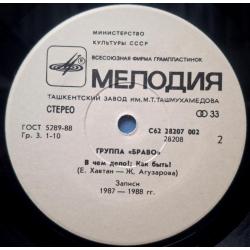 МИНИСТЕРСТВО
КУЛЬТУРЫ СССР
ВСЕСОЮЗНАЯ ФИРМА ГРАМПЛАСТИНОК
МЕЛОДИЯ
ТАШКЕНТСКИЙ ЗАВОД ИМ. М.Т. ТАШМУХАМЕДОВА
СТЕРЕО
33
ГОСТ 5289-88
Гр. 3. 1-10
С62 28207 002
28208
2
ГРУППА «БРАВО»
В чем дело!; Как быть!
(Е. Хавтан — Ж. Агузарова)
Записи
1987 — 1988 гг.